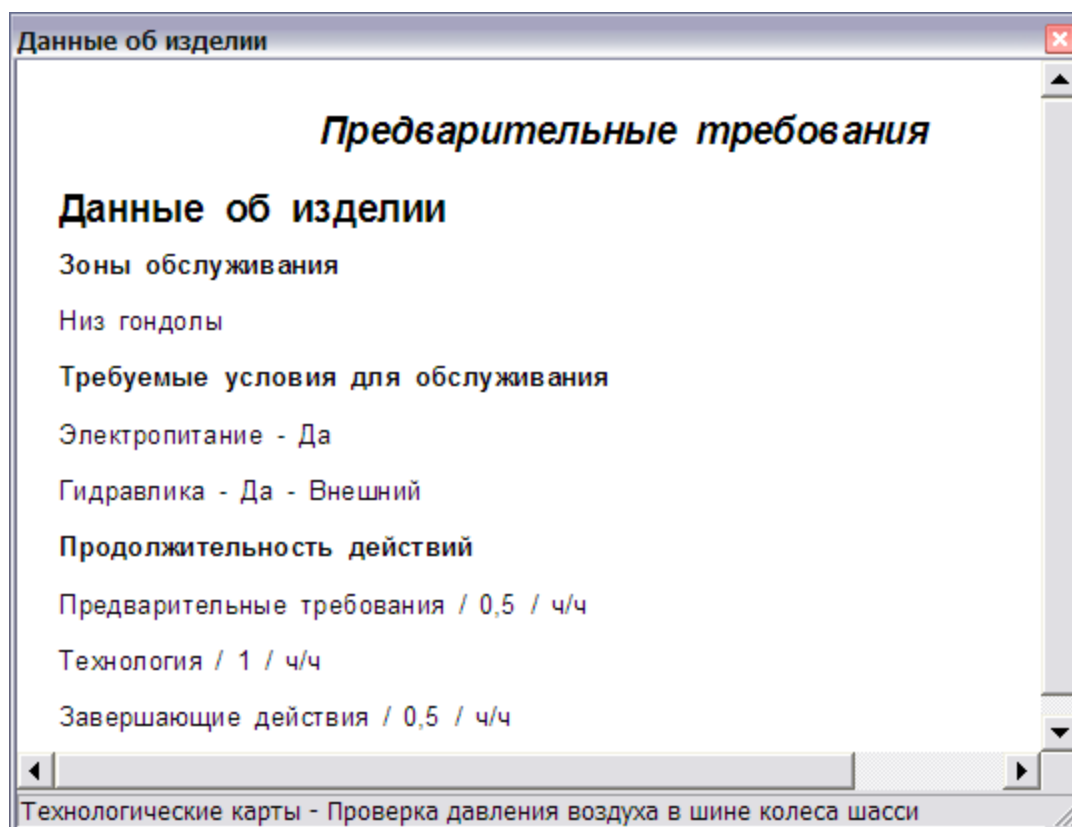 Данные об изделии
Предварительные требования
Данные об изделии
Зоны обслуживания
Низ гондолы
Требуемые условия для обслуживания
Электропитание - Да
Гидравлика - Да - Внешний
Продолжительность действий
Предварительные требования / 0,5 / ч/ч
Технология / 1 / ч/ч
Завершающие действия / 0,5 / ч/ч
Технологические карты - Проверка давления воздуха в шине колеса шасси